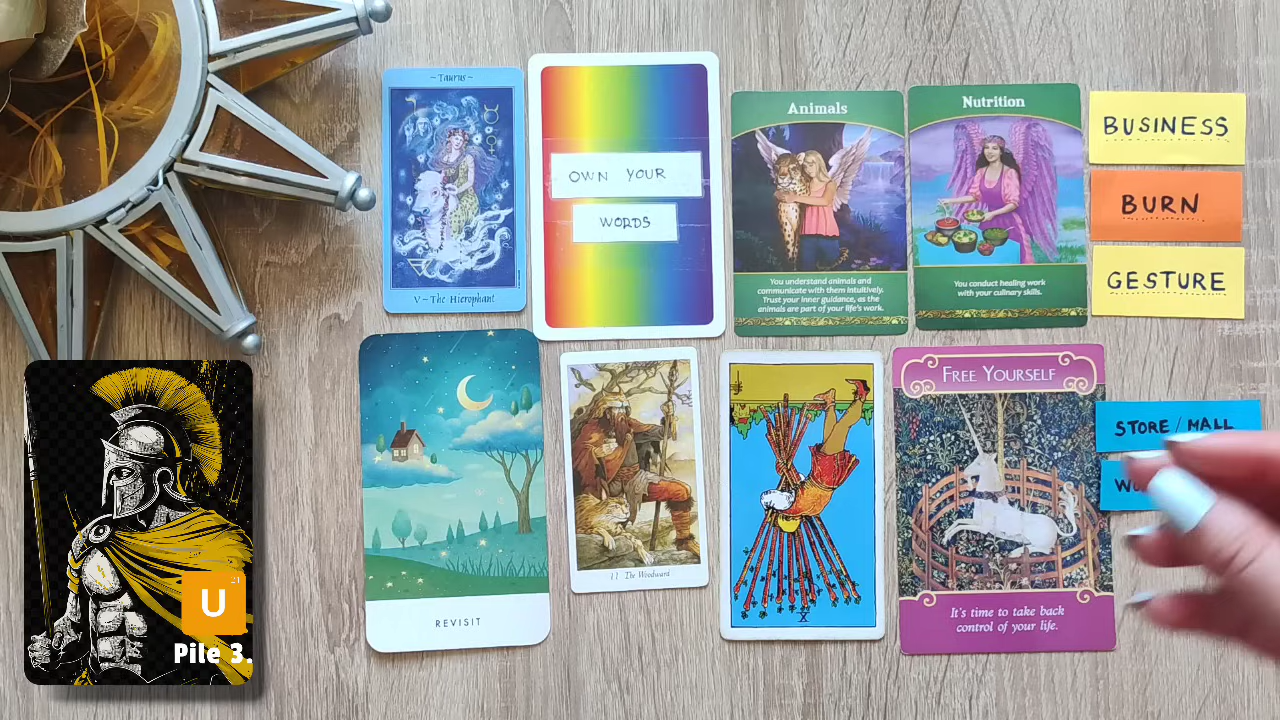 ~ Taurus ~
V ~ The Hierophant
OWN YOUR
WORDS
Animals
You understand animals and
communicate with them intuitively.
Trust your inner guidance, as the
animals are part of your life's work.
Nutrition
You conduct healing work
with your culinary skills.
BUSINESS
BURN
GESTURE
REVISIT
11 The Woodward
X
FREE YOURSELF
It's time to take back
control of your life.
STORE / MALL
21
U
Pile 3.